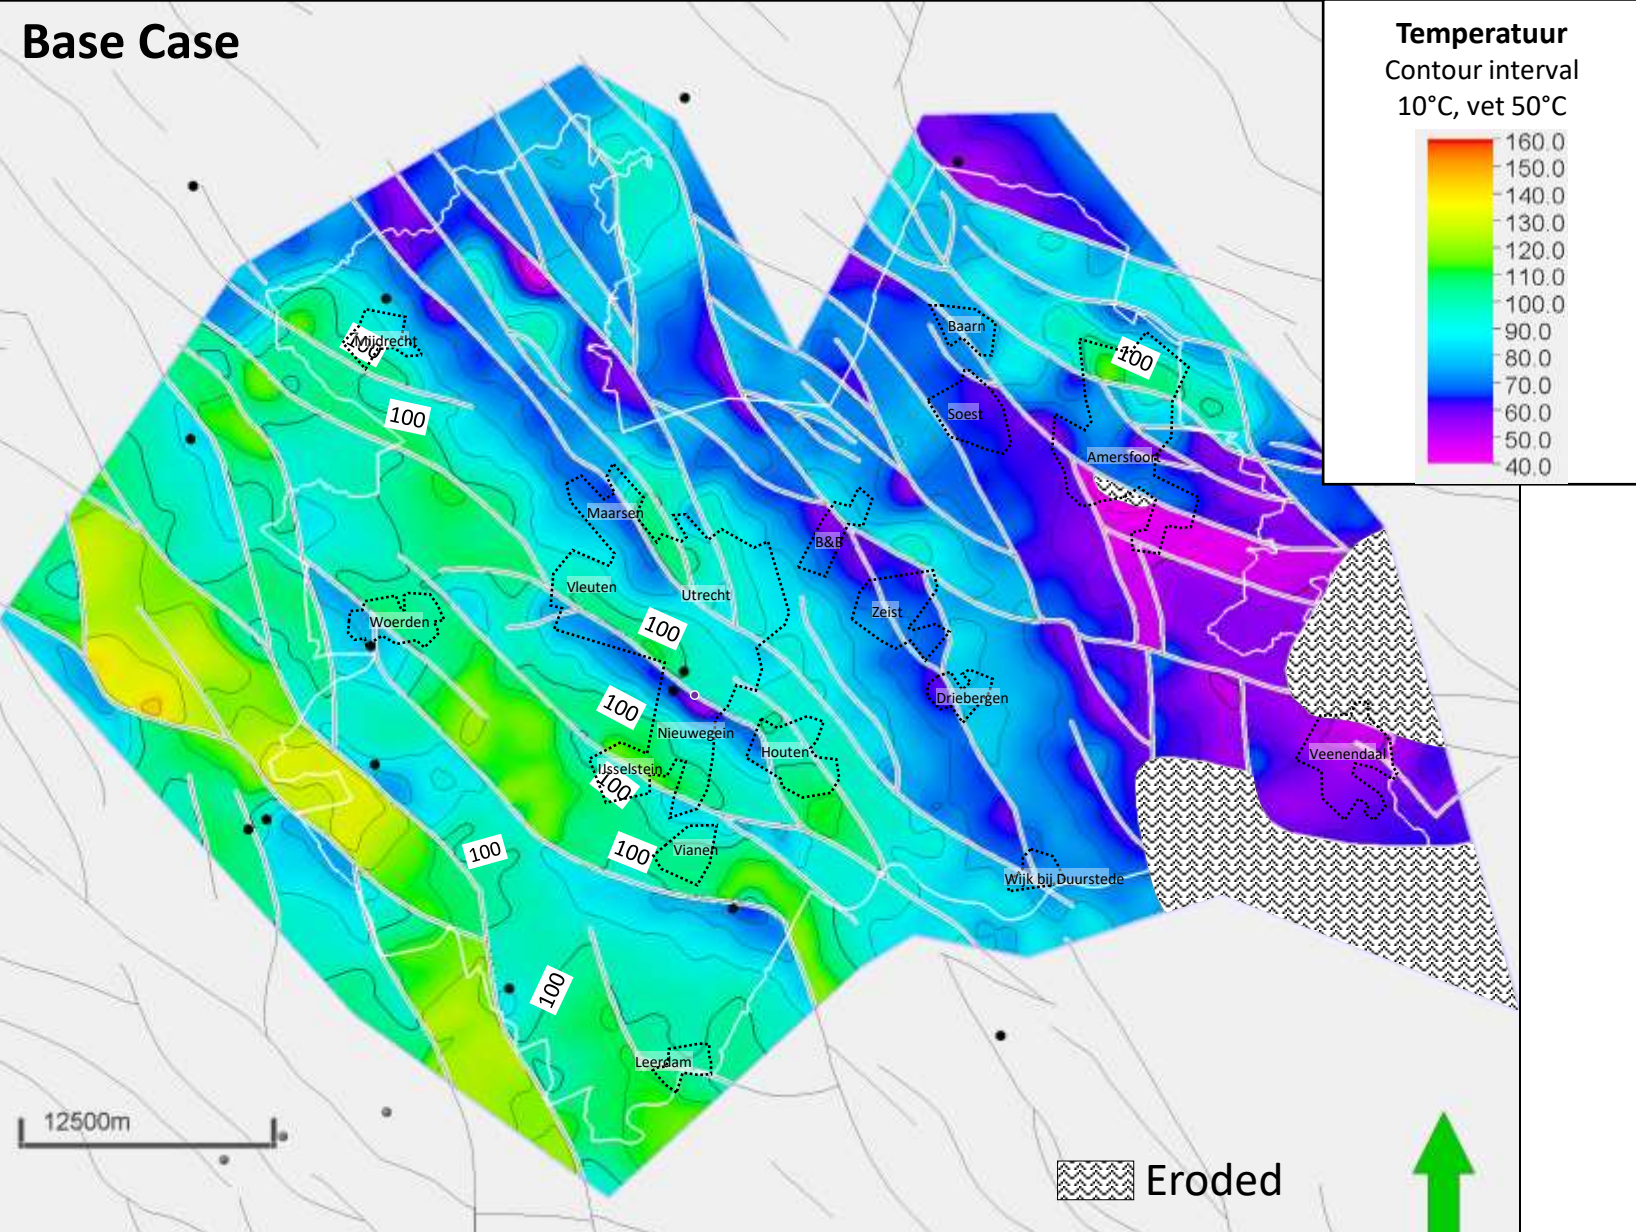 Base Case
Temperatuur
Contour interval
10°C, vet 50°C
160.0
150.0
140.0
130.0
120.0
110.0
100.0
90.0
80.0
70.0
60.0
50.0
40.0
Baarn
100
Mijdrecht
100
100
Soest
Amersfoort
Maarsen
B&B
Vleuten
Utrecht
Zeist
Woerden
100
Driebergen
100
Nieuwegein
Houten
Veenendaal
IJsselstein
100
100
100
Vianen
Wijk bij Duurstede
100
Leerdam
12500m
Eroded